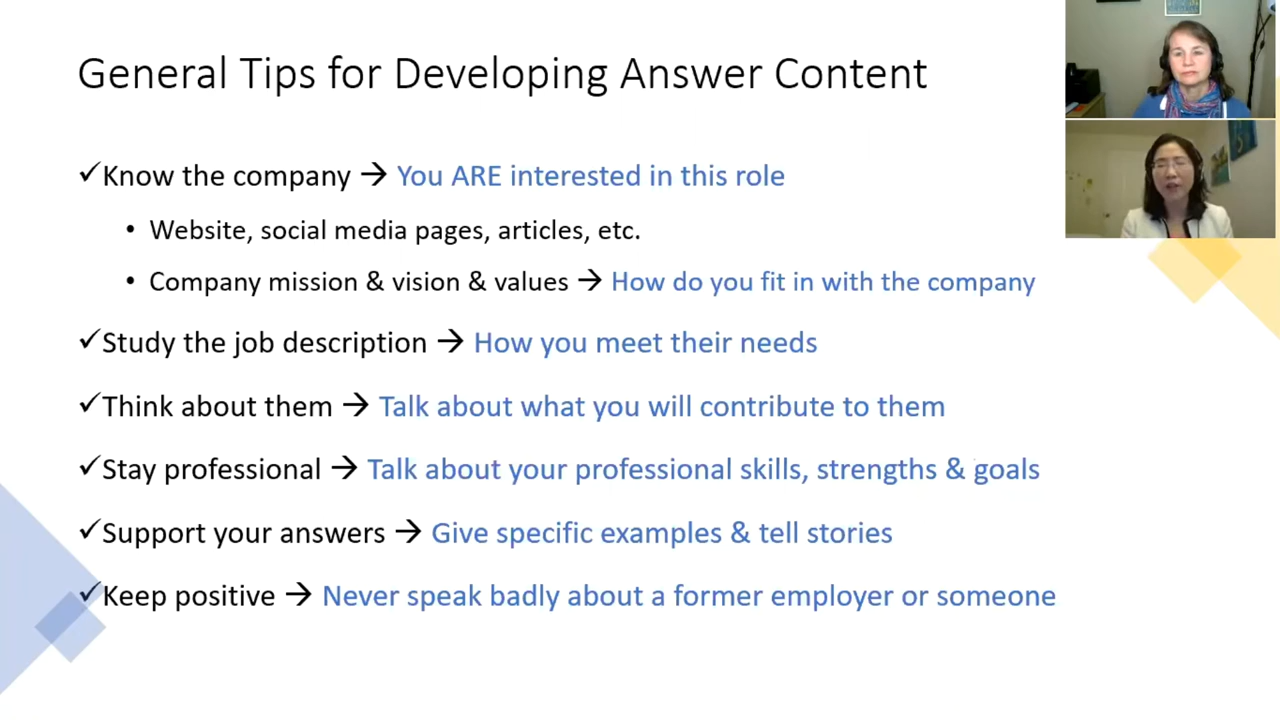 General Tips for Developing Answer Content
✓Know the company → You ARE interested in this role
• Website, social media pages, articles, etc.
• Company mission & vision & values → How do you fit in with the company
✓Study the job description → How you meet their needs
✓Think about them → Talk about what you will contribute to them
✓Stay professional → Talk about your professional skills, strengths & goals
✓Support your answers → Give specific examples & tell stories
✓Keep positive → Never speak badly about a former employer or someone